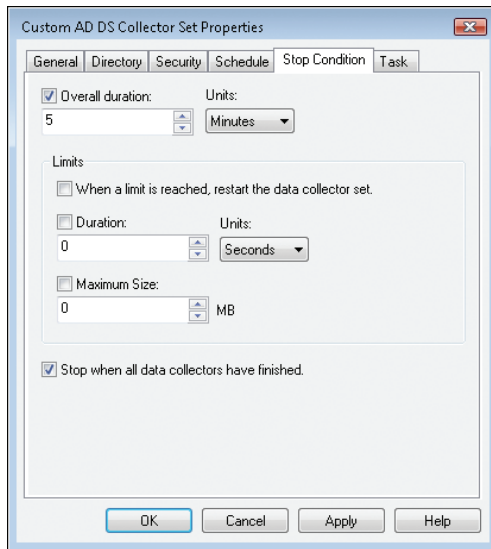 Custom AD DS Collector Set Properties
General Directory Security Schedule Stop Condition Task
Overall duration: Units:
5 Minutes
Limits
When a limit is reached, restart the data collector set.
Duration: Units:
0 Seconds
Maximum Size:
0 MB
Stop when all data collectors have finished.
OK Cancel Apply Help